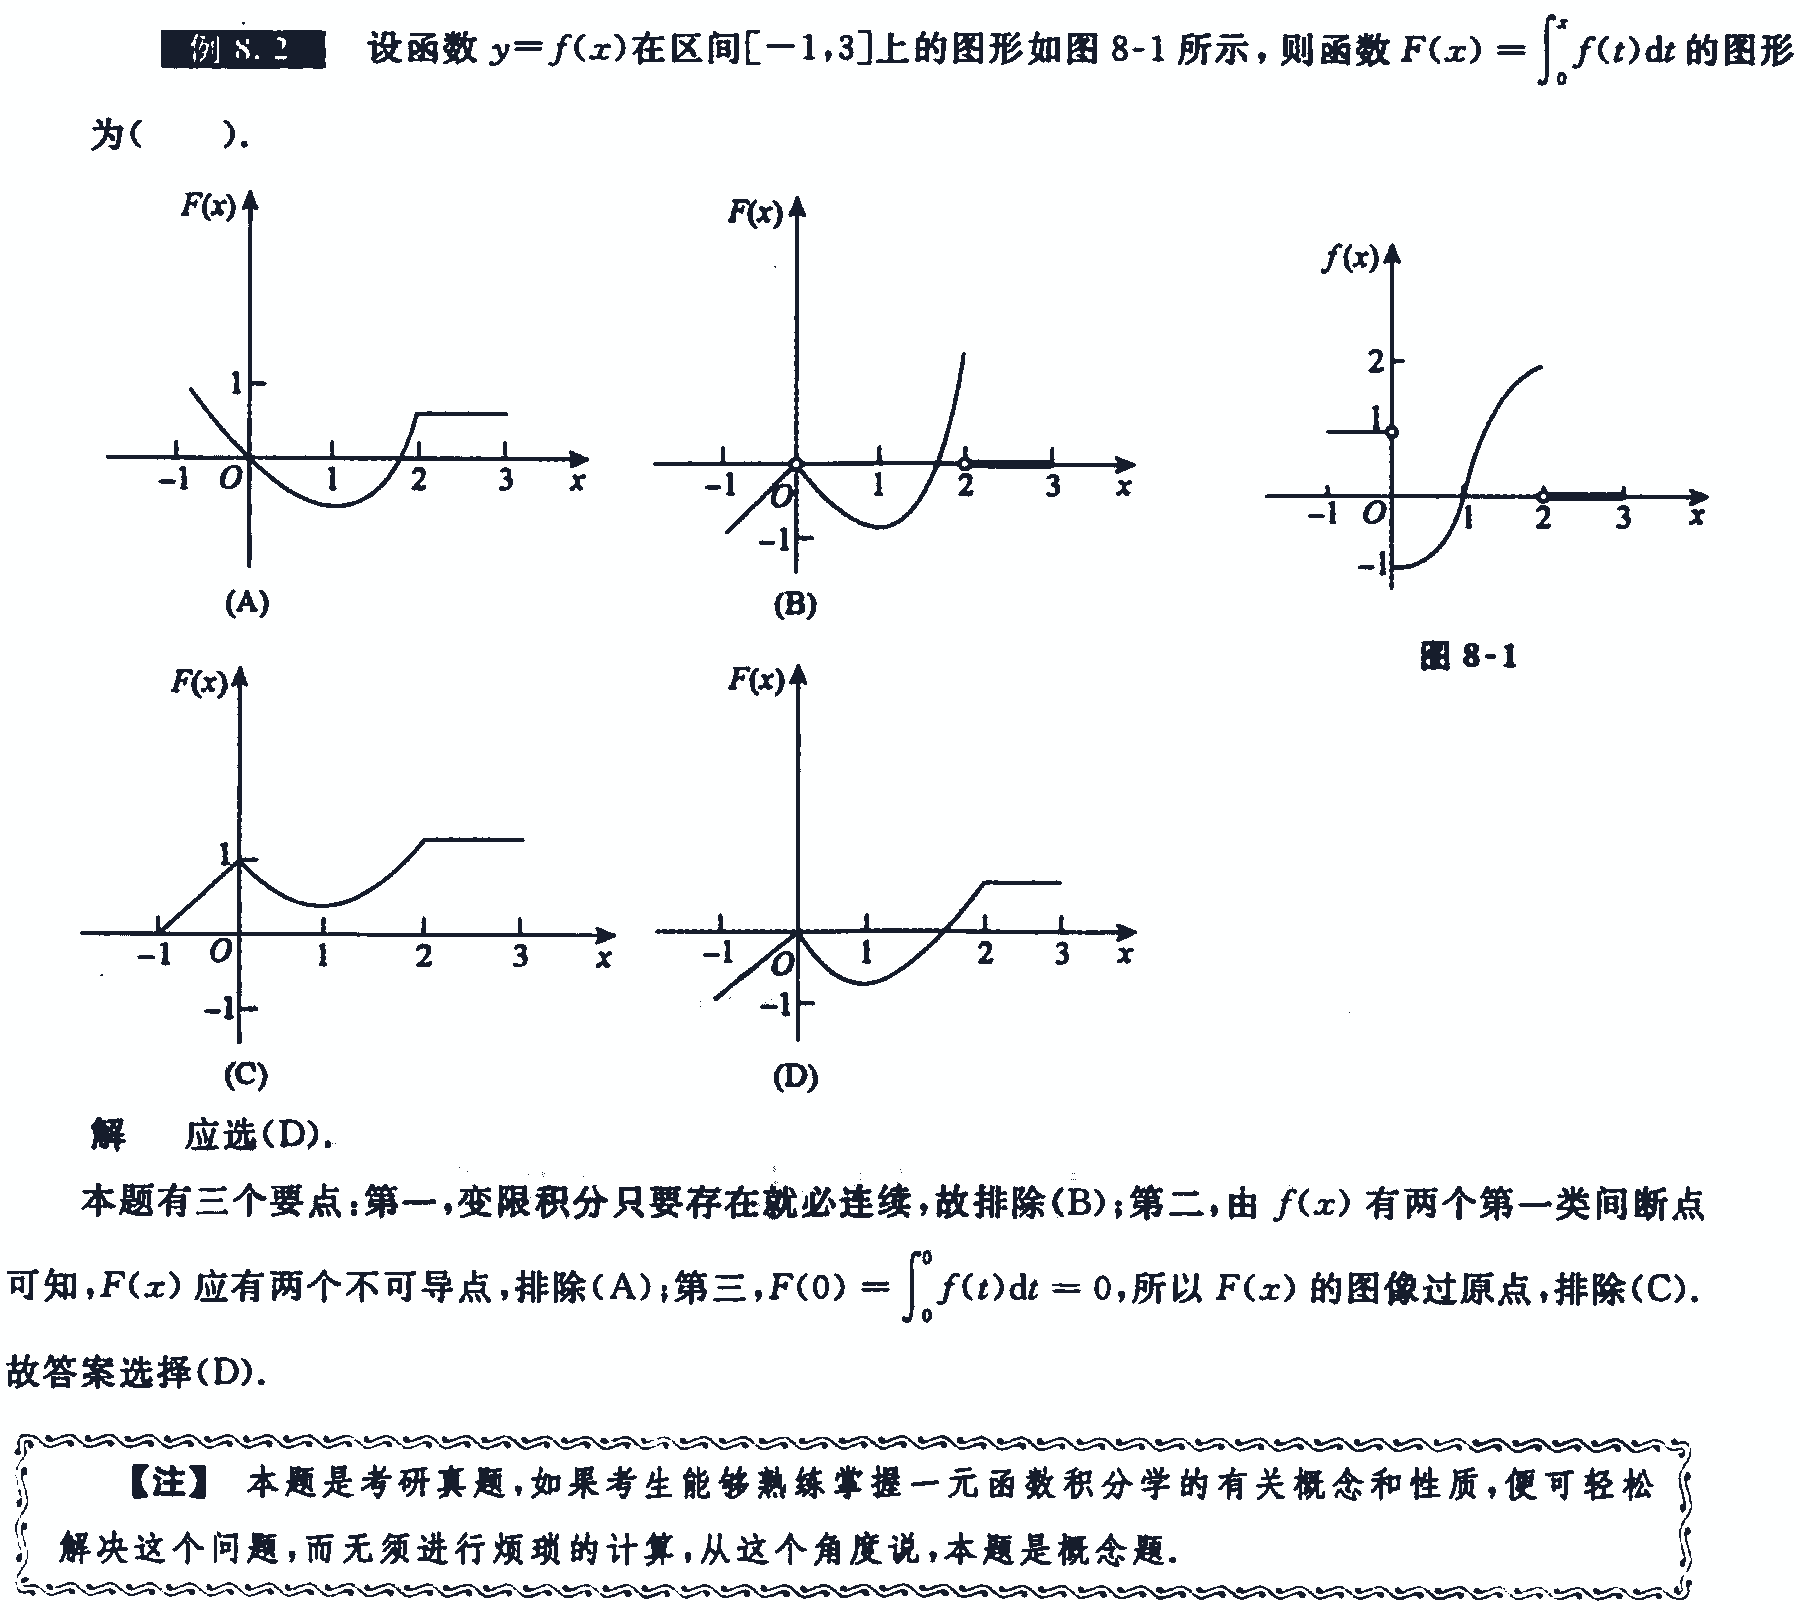 例 8.2 设函数 y=f(x)在区间[-1,3]上的图形如图 8-1 所示,则函数 F(x) = ∫₀ˣ f(t)dt 的图形
为(　　).
F(x) 1 -1 O 1 2 3 x
(A)
F(x) -1 O 1 2 3 x -1
(B)
f(x) 2 1 -1 O 1 2 3 x -1
图 8-1
F(x) 1 -1 O 1 2 3 x -1
(C)
F(x) -1 O 1 2 3 x -1
(D)
解 应选(D).
本题有三个要点:第一,变限积分只要存在就必连续,故排除(B);第二,由 f(x) 有两个第一类间断点
可知,F(x) 应有两个不可导点,排除(A);第三,F(0) = ∫₀⁰ f(t)dt = 0,所以 F(x) 的图像过原点,排除(C).
故答案选择(D).
【注】 本题是考研真题,如果考生能够熟练掌握一元函数积分学的有关概念和性质,便可轻松
解决这个问题,而无须进行烦琐的计算,从这个角度说,本题是概念题.